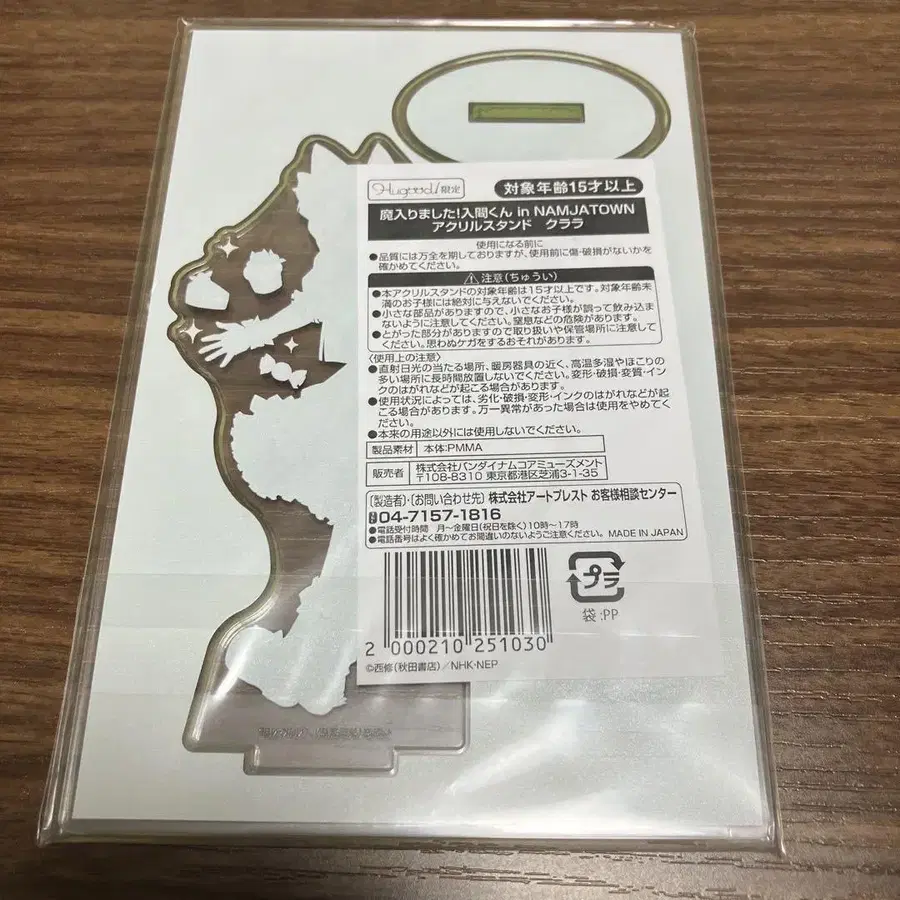 Hugood!限定
対象年齢15才以上
魔入りました!入間くん in NAMJATOWN
アクリルスタンド クララ
使用になる前に
●品質には万全を期しておりますが、使用前に傷・破損がないかを
確かめてください。
⚠注意(ちゅうい)
●本アクリルスタンドの対象年齢は15才以上です。対象年齢未
満のお子様には絶対に与えないでください。
●小さな部品がありますので、小さなお子様が誤って飲み込ま
ないように注意してください。窒息などの危険があります。
●とがった部分がありますので取り扱いや保管場所に注意して
ください。思わぬケガをするおそれがあります。
〈使用上の注意〉
●直射日光の当たる場所、暖房器具の近く、高温多湿やほこりの
多い場所に長時間放置しないでください。変形・破損・変質・イン
クのはがれなどが起こる場合があります。
●使用状況によっては、劣化・破損・変形・インクのはがれなどが起
こる場合があります。万一異常があった場合は使用をやめてく
ださい。
●本来の用途以外には使用しないでください。
製品素材 本体:PMMA
販売者 株式会社バンダイナムコアミューズメント
〒108-8310 東京都港区芝浦3-1-35
〔製造者〕・〔お問い合わせ先〕 株式会社アートプレスト お客様相談センター
04-7157-1816
●電話受付時間 月〜金曜日(祝日を除く)10時〜17時
●電話番号はよく確かめてお間違いのないようご注意ください。 MADE IN JAPAN
2 000210 251030
プラ
袋:PP
©西修(秋田書店)/NHK・NEP